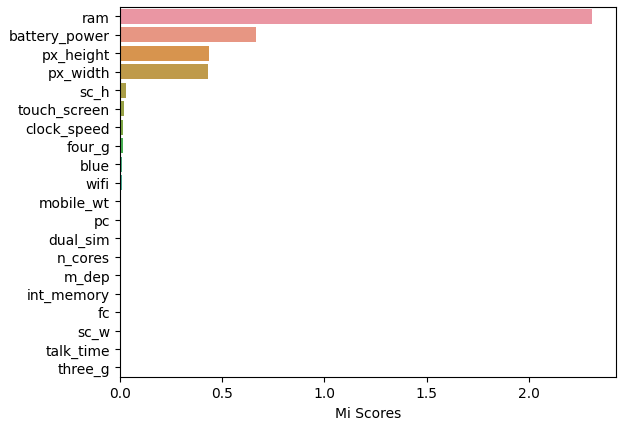 ram
battery_power
px_height
px_width
sc_h
touch_screen
clock_speed
four_g
blue
wifi
mobile_wt
pc
dual_sim
n_cores
m_dep
int_memory
fc
sc_w
talk_time
three_g
0.0 0.5 1.0 1.5 2.0
Mi Scores